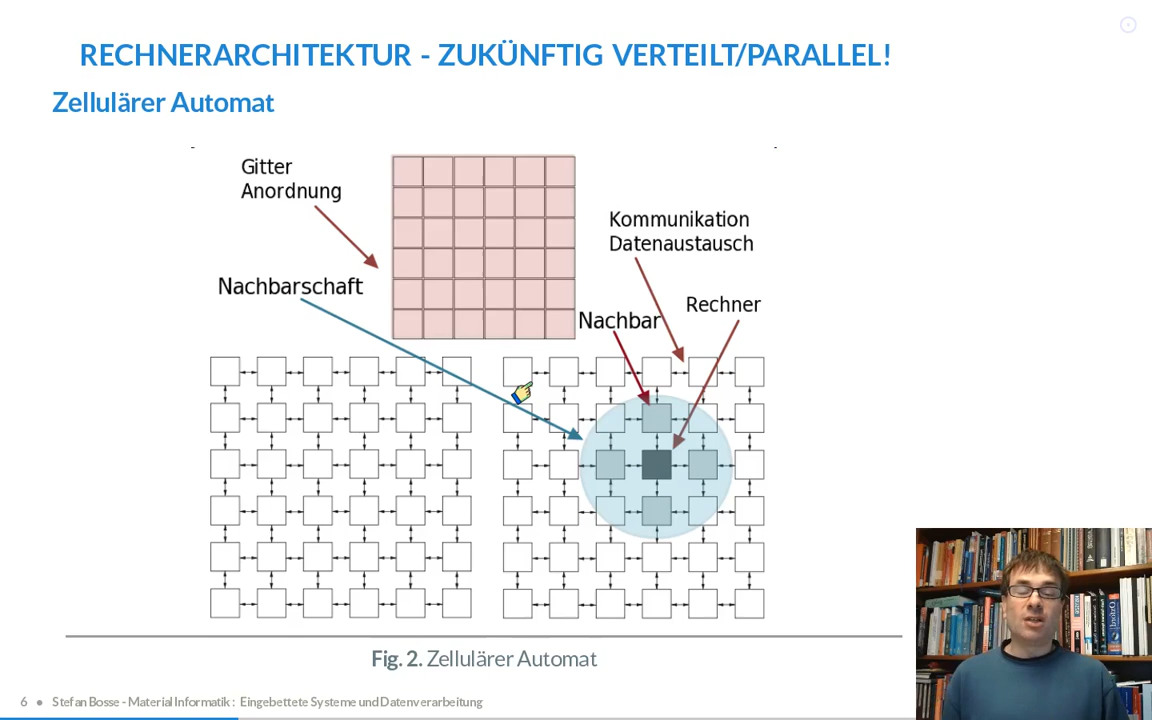 RECHNERARCHITEKTUR - ZUKÜNFTIG VERTEILT/PARALLEL!
Zellulärer Automat
Gitter
Anordnung
Kommunikation
Datenaustausch
Nachbarschaft
Rechner
Nachbar
Fig. 2. Zellulärer Automat
6 • Stefan Bosse - Material Informatik : Eingebettete Systeme und Datenverarbeitung